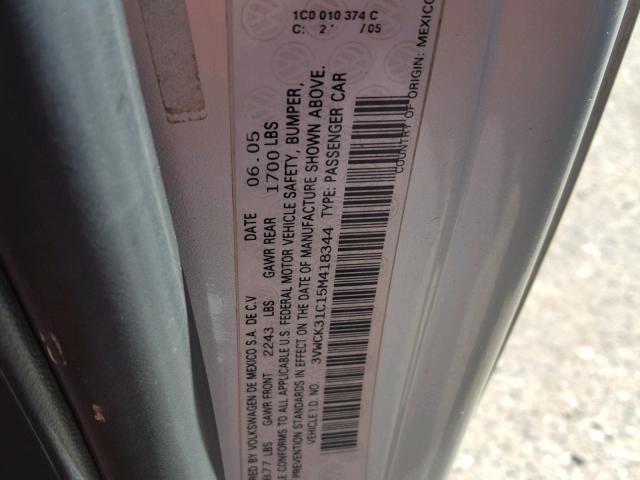 1C0 010 374 C
C: 2 /05
ED BY VOLKSWAGEN DE MEXICO S.A. DE C.V DATE 06.05
877 LBS GAWR FRONT 2243 LBS GAWR REAR 1700 LBS
LE CONFORMS TO ALL APPLICABLE U.S. FEDERAL MOTOR VEHICLE SAFETY, BUMPER,
PREVENTION STANDARDS IN EFFECT ON THE DATE OF MANUFACTURE SHOWN ABOVE.
VEHICLE I.D. NO. 3VWCK31C15M418344 TYPE: PASSENGER CAR
COUNTRY OF ORIGIN: MEXICO